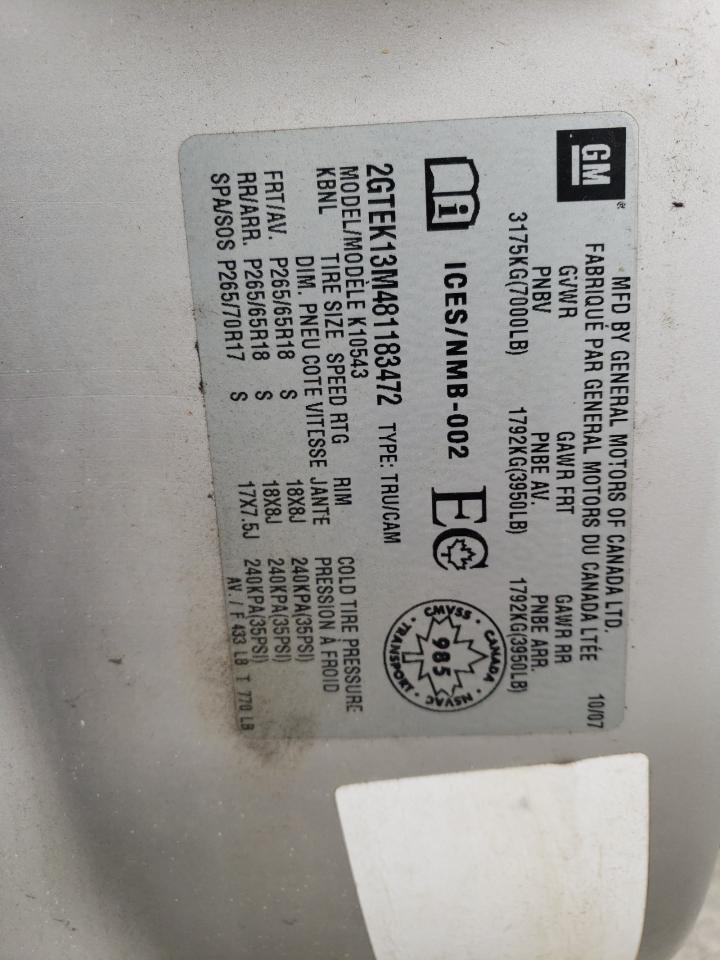 GM
MFD BY GENERAL MOTORS OF CANADA LTD. 10/07
FABRIQUÉ PAR GENERAL MOTORS DU CANADA LTÉE
GVWR GAWR FRT GAWR RR
PNBV PNBE AV. PNBE ARR.
3175KG(7000LB) 1792KG(3950LB) 1792KG(3950LB)
i ICES/NMB-002 EC
CMVSS · CANADA · NSVAC · TRANSPORT ·
985
2GTEK13M481183472 TYPE: TRU/CAM
MODEL/MODÈLE K10543
KBNL TIRE SIZE SPEED RTG RIM COLD TIRE PRESSURE
DIM. PNEU COTE VITESSE JANTE PRESSION À FROID
FRT/AV. P265/65R18 S 18X8J 240KPA(35PSI)
RR/ARR. P265/65R18 S 18X8J 240KPA(35PSI)
SPA/SOS P265/70R17 S 17X7.5J 240KPA(35PSI)
AV. / F 433 LB T 770 LB